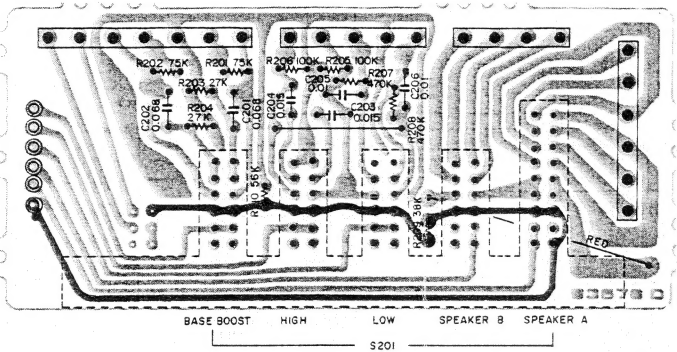 R202 75K
R201 75K
R206 100K
R205 100K
R203 27K
C205
0.01
R207
470K
C206
0.01
C202
0.068
R204
27K
C201
0.068
C204
0.015
C203
0.015
R208
470K
R210 56K
R209 38K
RED
BASE BOOST
HIGH
LOW
SPEAKER B
SPEAKER A
S201